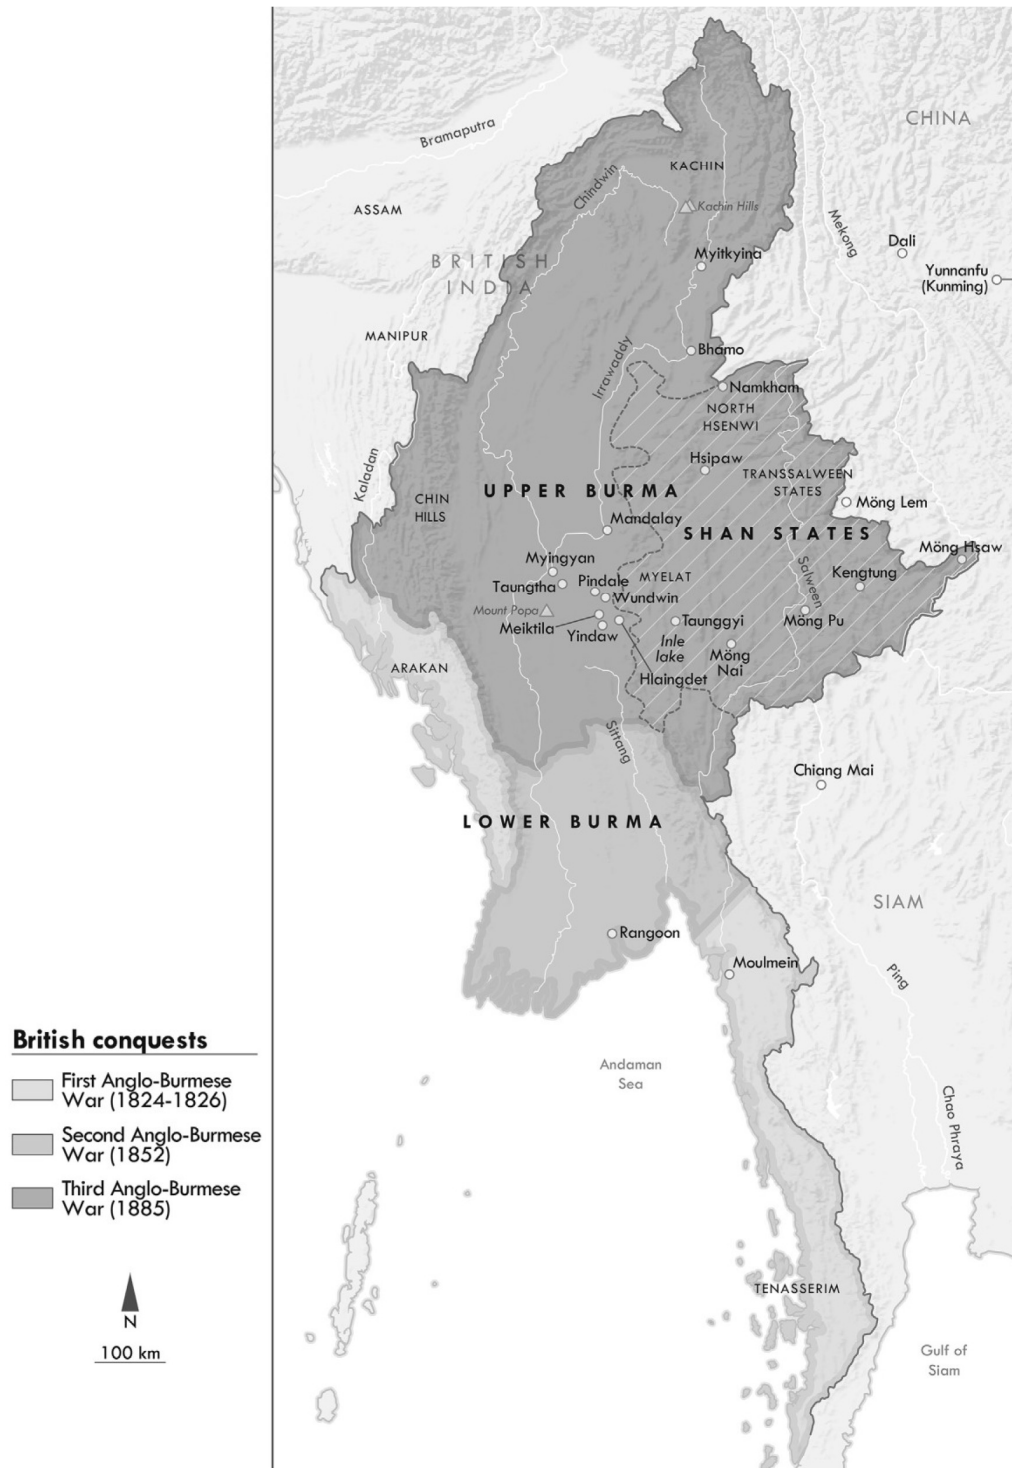 CHINA
Bramaputra
KACHIN
Chindwin
ASSAM
Kachin Hills
Mekong
Dali
BRITISH
INDIA
Myitkyina
Yunnanfu
(Kunming)
MANIPUR
Bhamo
Irrawaddy
Namkham
NORTH
HSENWI
Kaladan
Hsipaw
TRANSSALWEEN
STATES
CHIN
HILLS
UPPER BURMA
Möng Lem
Mandalay
SHAN STATES
Möng Hsaw
Myingyan
Taungtha
Pindale
MYELAT
Salween
Kengtung
Wundwin
Mount Popa
Meiktila
Yindaw
Taunggyi
Möng Pu
Inle
lake
Möng
Nai
ARAKAN
Hlaingdet
Sittang
Chiang Mai
LOWER BURMA
SIAM
Rangoon
Moulmein
Ping
British conquests
Andaman
Sea
First Anglo-Burmese
War (1824-1826)
Chao Phraya
Second Anglo-Burmese
War (1852)
Third Anglo-Burmese
War (1885)
TENASSERIM
N
100 km
Gulf of
Siam